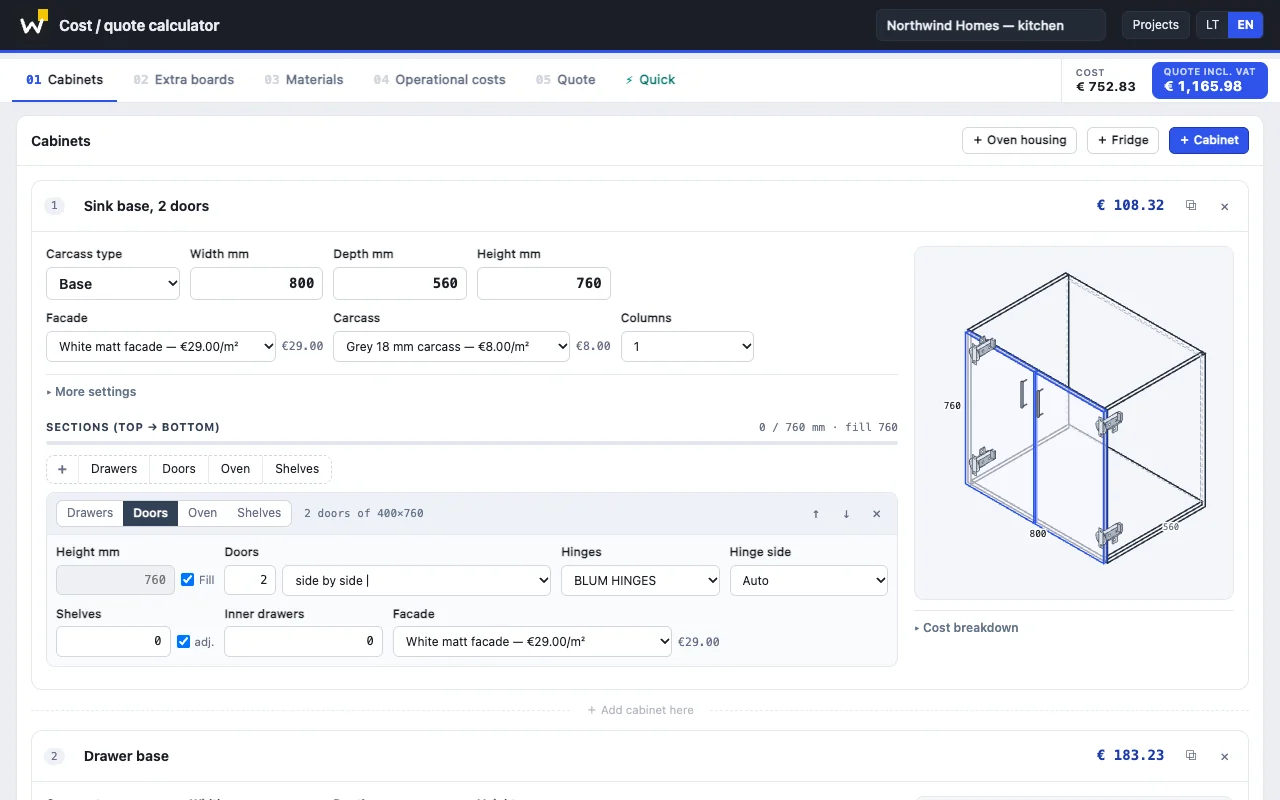 W Cost / quote calculator Northwind Homes — kitchen Projects LT EN
01 Cabinets 02 Extra boards 03 Materials 04 Operational costs 05 Quote ⚡ Quick COST € 752.83 QUOTE INCL. VAT € 1,165.98
Cabinets + Oven housing + Fridge + Cabinet
1 Sink base, 2 doors € 108.32 ×
Carcass type Width mm Depth mm Height mm
Base 800 560 760
Facade Carcass Columns
White matt facade — €29.00/m² €29.00 Grey 18 mm carcass — €8.00/m² €8.00 1
▸ More settings
SECTIONS (TOP → BOTTOM) 0 / 760 mm · fill 760
+ Drawers Doors Oven Shelves
Drawers Doors Oven Shelves 2 doors of 400×760 ↑ ↓ ×
Height mm Doors Hinges Hinge side
760 Fill 2 side by side | BLUM HINGES Auto
Shelves Inner drawers Facade
0 adj. 0 White matt facade — €29.00/m² €29.00
760
800
560
▸ Cost breakdown
+ Add cabinet here
2 Drawer base € 183.23 ×